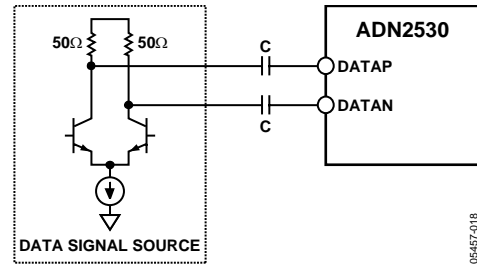 50Ω 50Ω
ADN2530
C
DATAP
DATAN
C
DATA SIGNAL SOURCE
05457-018